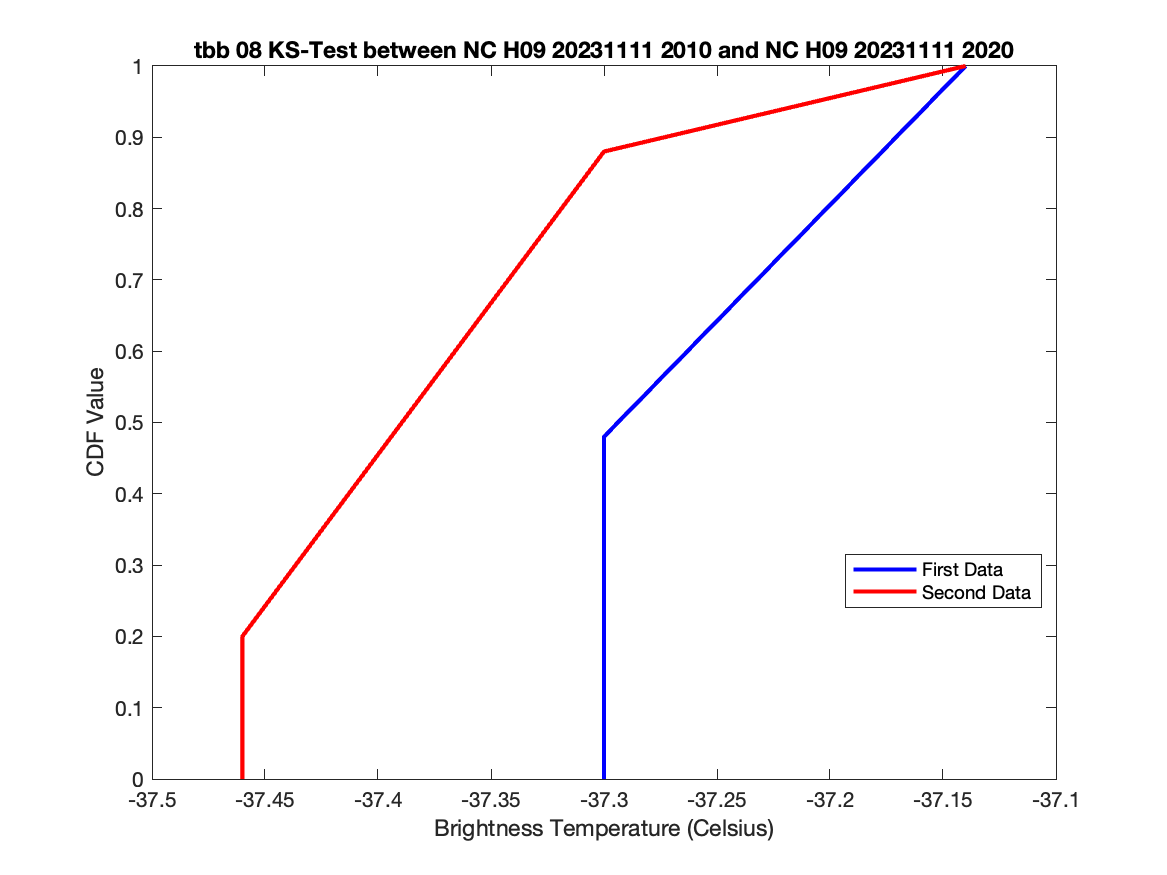 tbb 08 KS-Test between NC H09 20231111 2010 and NC H09 20231111 2020
1
0.9
0.8
0.7
0.6
0.5
0.4
0.3
0.2
0.1
0
CDF Value
First Data
Second Data
-37.5 -37.45 -37.4 -37.35 -37.3 -37.25 -37.2 -37.15 -37.1
Brightness Temperature (Celsius)